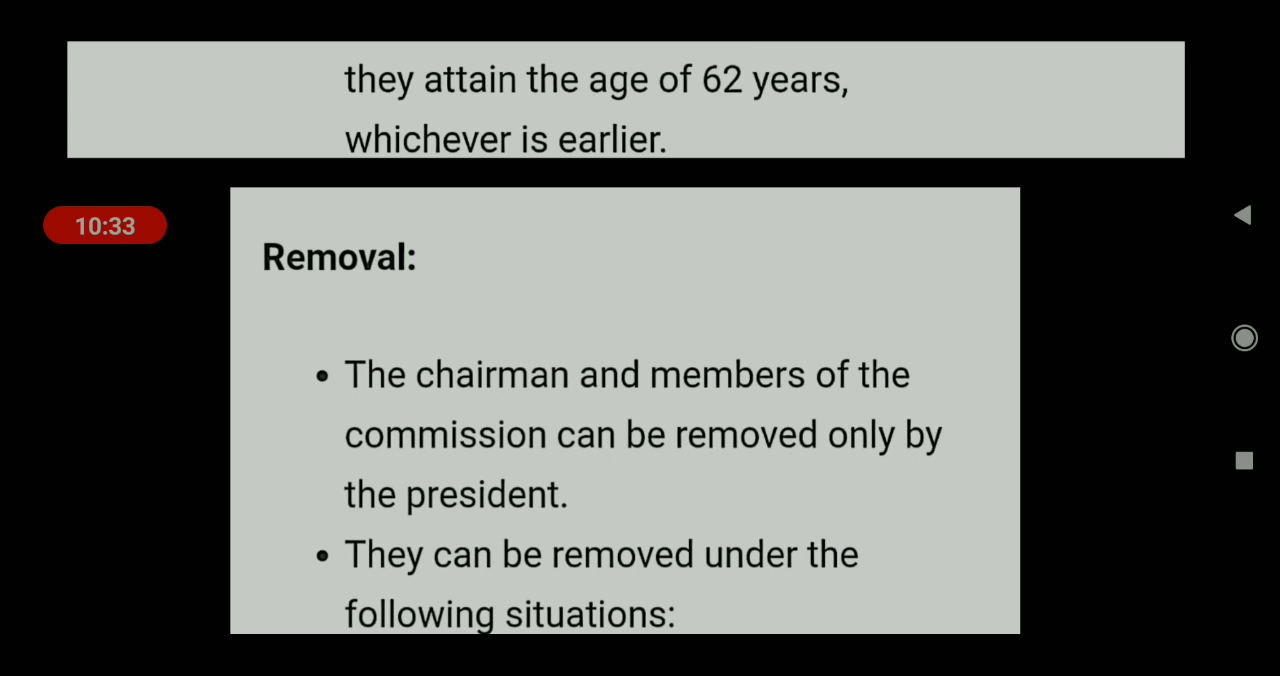 they attain the age of 62 years,
whichever is earlier.
10:33
Removal:
• The chairman and members of the
commission can be removed only by
the president.
• They can be removed under the
following situations: